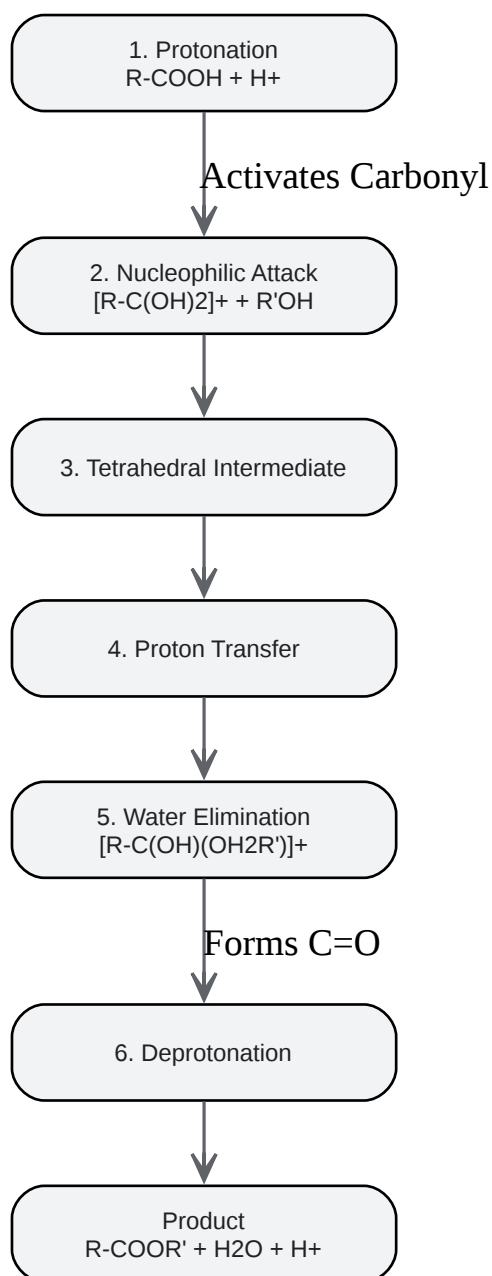 1. Protonation
R-COOH + H+
Activates Carbonyl
2. Nucleophilic Attack
[R-C(OH)2]+ + R'OH
3. Tetrahedral Intermediate
4. Proton Transfer
5. Water Elimination
[R-C(OH)(OH2R')]+
Forms C=O
6. Deprotonation
Product
R-COOR' + H2O + H+